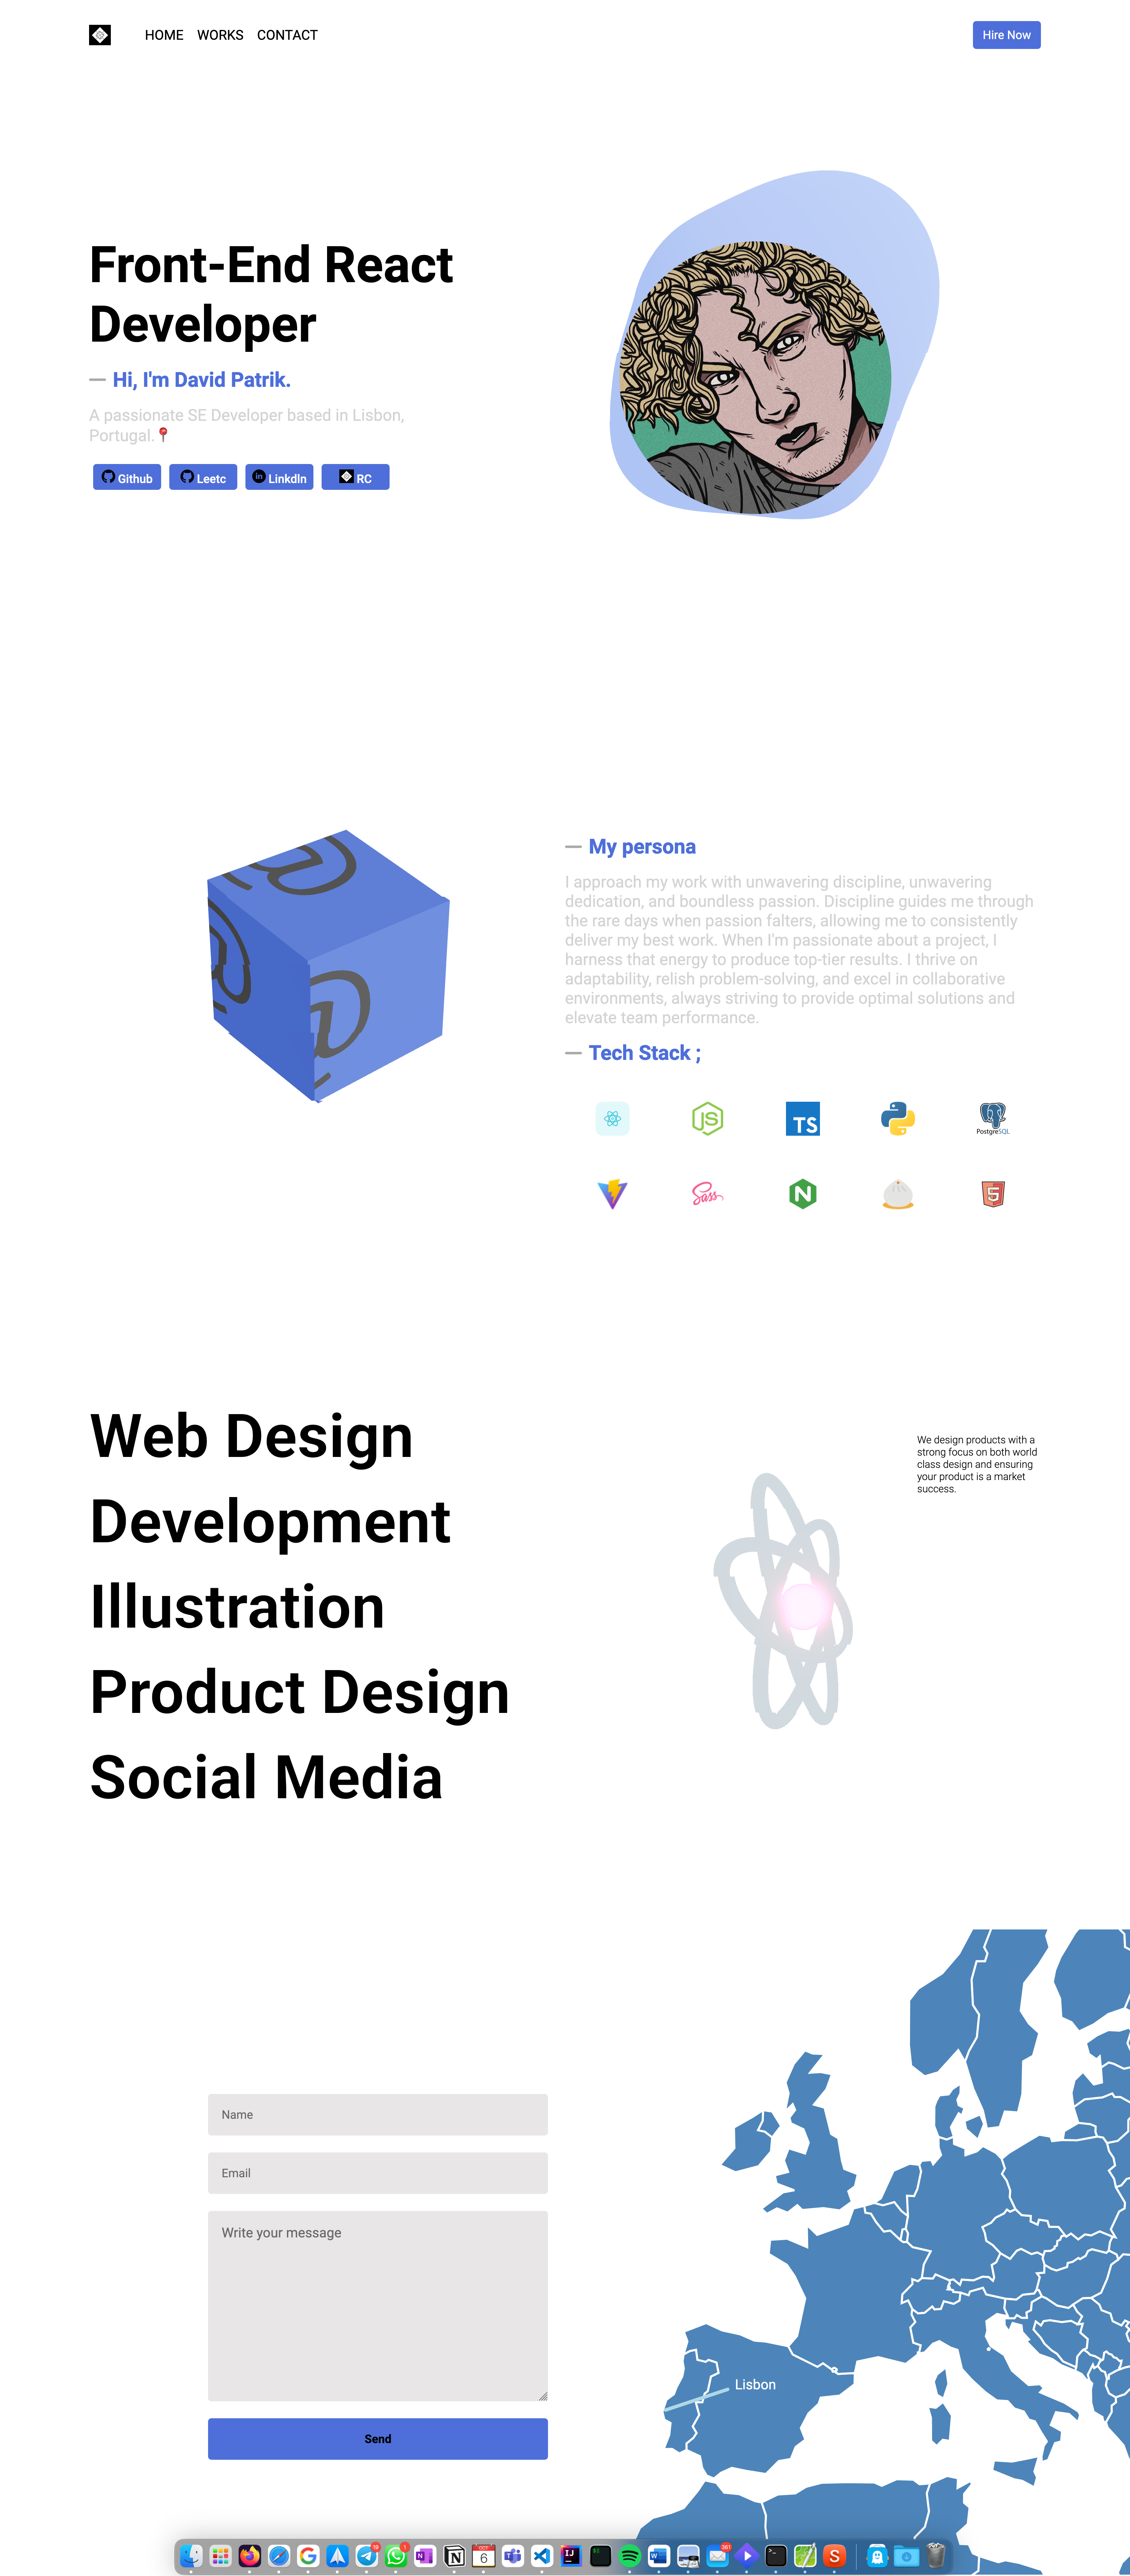 HOME WORKS CONTACT
Hire Now
Front-End React
Developer
Hi, I'm David Patrik.
A passionate SE Developer based in Lisbon,
Portugal.
Github Leetc LinkdIn RC
@
@
@
My persona
I approach my work with unwavering discipline, unwavering
dedication, and boundless passion. Discipline guides me through
the rare days when passion falters, allowing me to consistently
deliver my best work. When I'm passionate about a project, I
harness that energy to produce top-tier results. I thrive on
adaptability, relish problem-solving, and excel in collaborative
environments, always striving to provide optimal solutions and
elevate team performance.
Tech Stack ;
JS TS PostgreSQL
Sass N 5
Web Design
Development
Illustration
Product Design
Social Media
We design products with a
strong focus on both world
class design and ensuring
your product is a market
success.
Name
Email
Write your message
Send
Lisbon